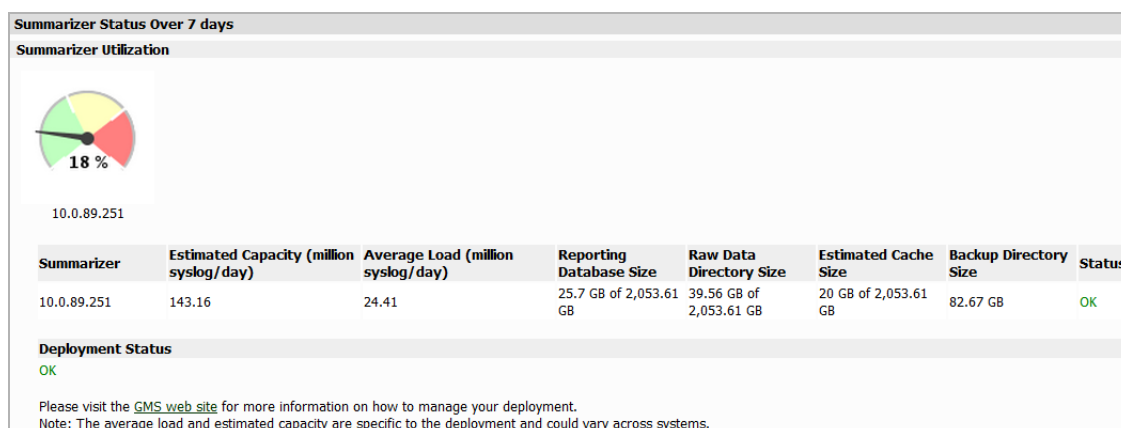 Summarizer Status Over 7 days
Summarizer Utilization
18 %
10.0.89.251
Summarizer Estimated Capacity (million syslog/day) Average Load (million syslog/day) Reporting Database Size Raw Data Directory Size Estimated Cache Size Backup Directory Size Status
10.0.89.251 143.16 24.41 25.7 GB of 2,053.61 GB 39.56 GB of 2,053.61 GB 20 GB of 2,053.61 GB 82.67 GB OK
Deployment Status
OK
Please visit the GMS web site for more information on how to manage your deployment.
Note: The average load and estimated capacity are specific to the deployment and could vary across systems.